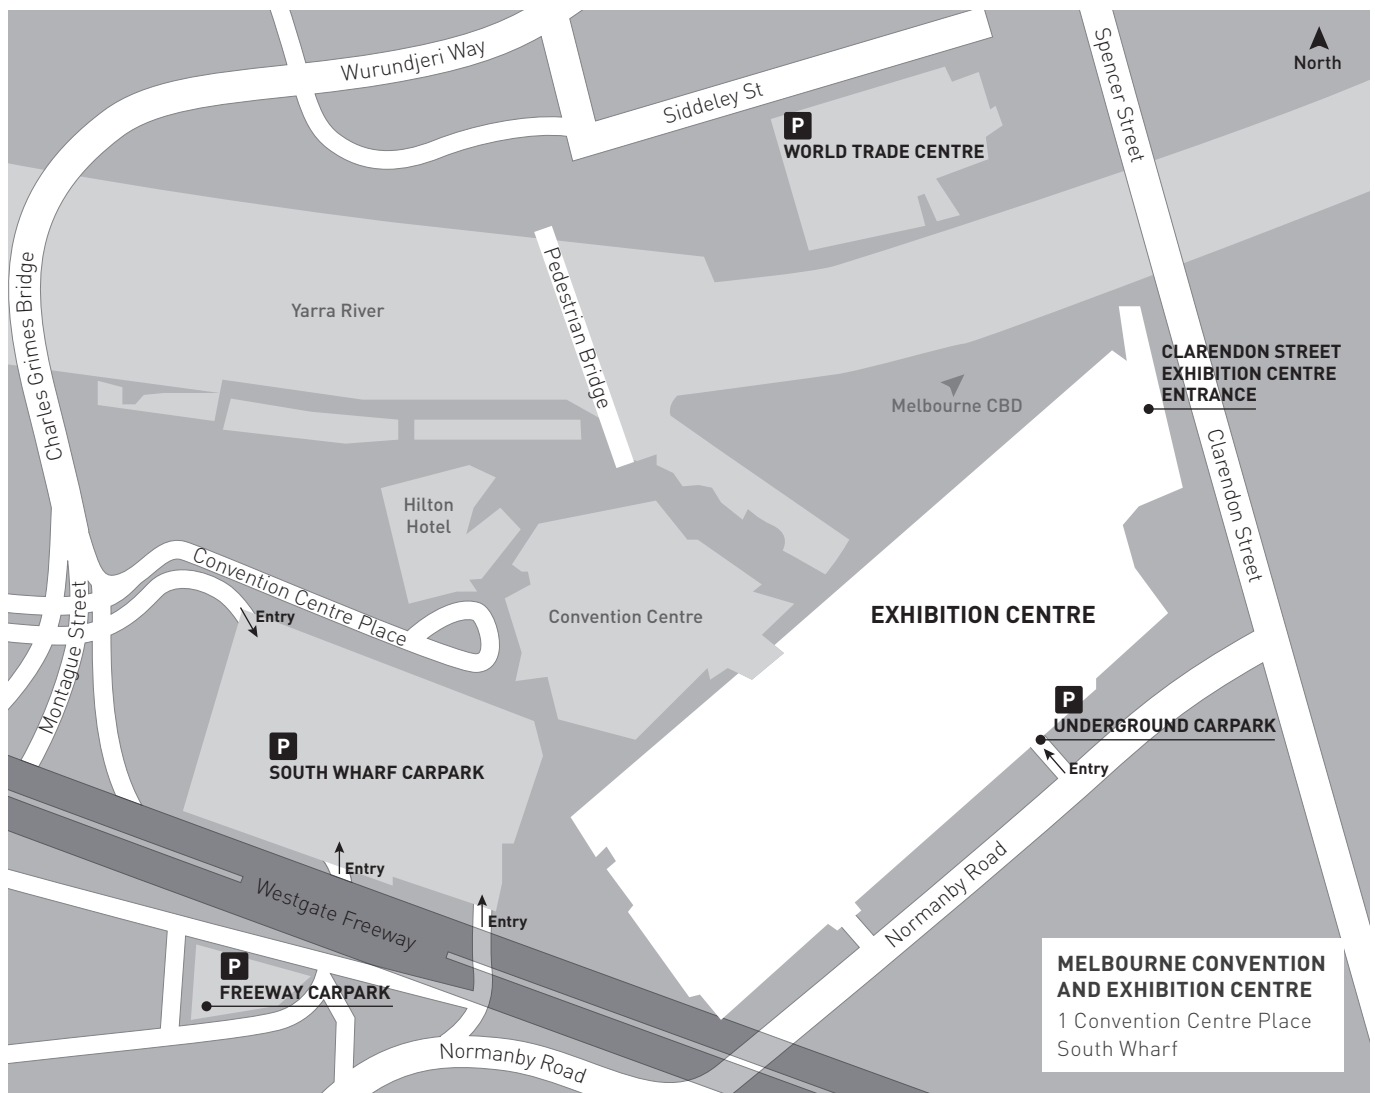 North
Wurundjeri Way
Siddeley St
Spencer Street
P
WORLD TRADE CENTRE
Charles Grimes Bridge
Yarra River
Pedestrian Bridge
CLARENDON STREET
EXHIBITION CENTRE
ENTRANCE
Melbourne CBD
Clarendon Street
Hilton
Hotel
Convention Centre Place
Entry
Convention Centre
EXHIBITION CENTRE
Montague Street
P
UNDERGROUND CARPARK
Entry
P
SOUTH WHARF CARPARK
Entry
Westgate Freeway
Entry
Normanby Road
P
FREEWAY CARPARK
Normanby Road
MELBOURNE CONVENTION
AND EXHIBITION CENTRE
1 Convention Centre Place
South Wharf